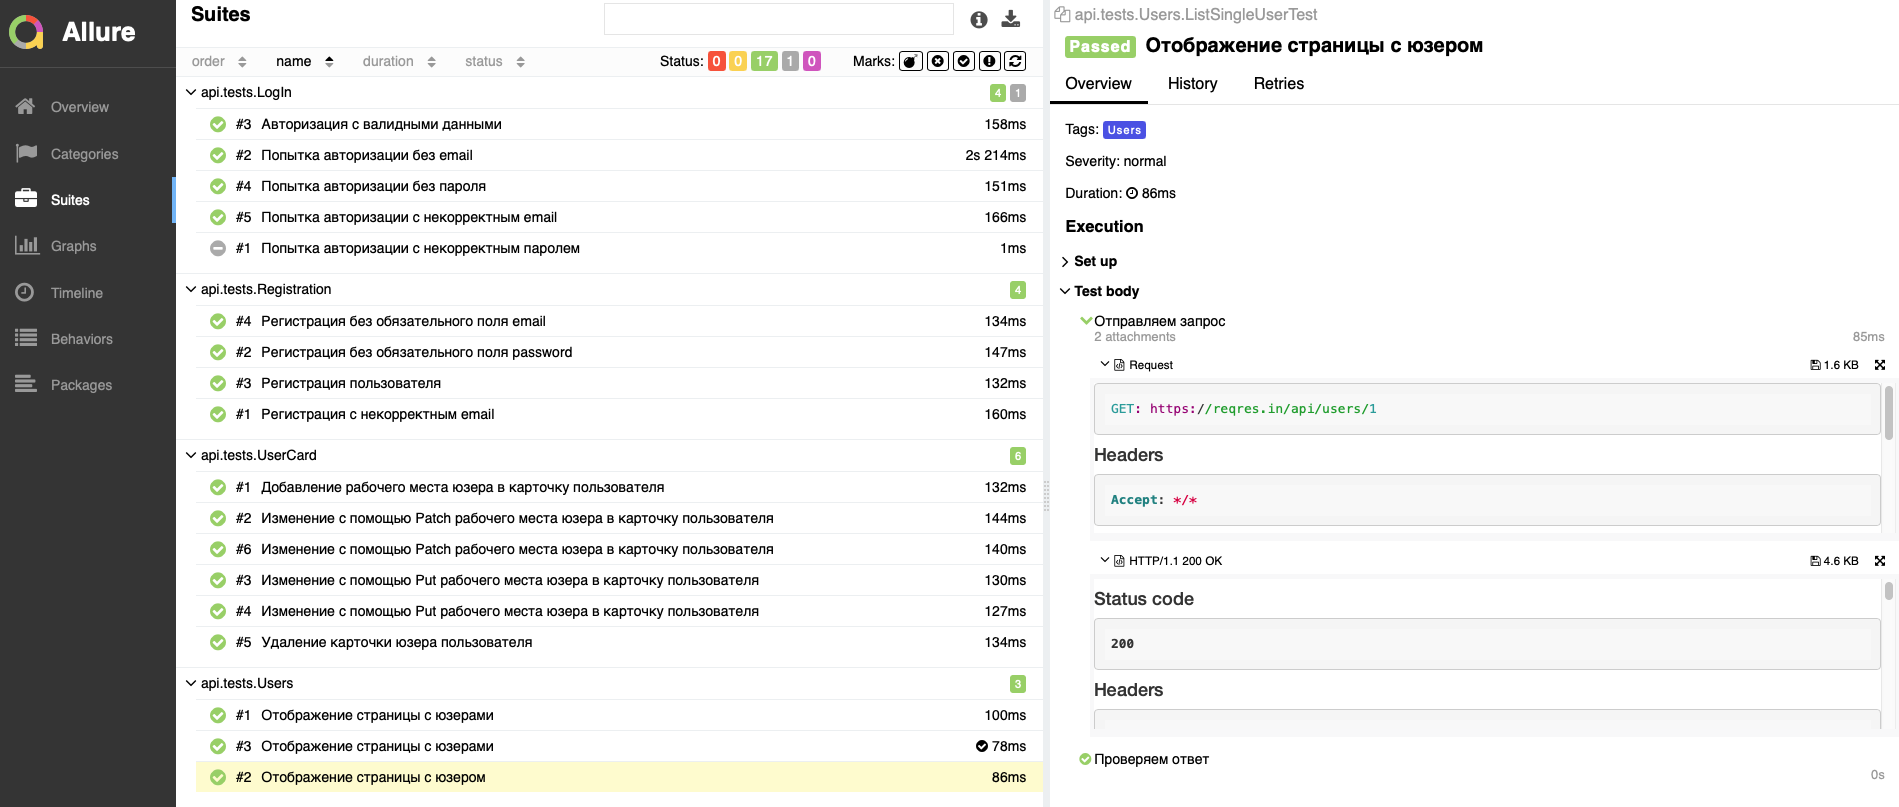 Allure
Overview
Categories
Suites
Graphs
Timeline
Behaviors
Packages
Suites
order name duration status
Status: 0 0 17 1 0 Marks:
api.tests.LogIn 4 1
#3 Авторизация с валидными данными 158ms
#2 Попытка авторизации без email 2s 214ms
#4 Попытка авторизации без пароля 151ms
#5 Попытка авторизации с некорректным email 166ms
#1 Попытка авторизации с некорректным паролем 1ms
api.tests.Registration 4
#4 Регистрация без обязательного поля email 134ms
#2 Регистрация без обязательного поля password 147ms
#3 Регистрация пользователя 132ms
#1 Регистрация с некорректным email 160ms
api.tests.UserCard 6
#1 Добавление рабочего места юзера в карточку пользователя 132ms
#2 Изменение с помощью Patch рабочего места юзера в карточку пользователя 144ms
#6 Изменение с помощью Patch рабочего места юзера в карточку пользователя 140ms
#3 Изменение с помощью Put рабочего места юзера в карточку пользователя 130ms
#4 Изменение с помощью Put рабочего места юзера в карточку пользователя 127ms
#5 Удаление карточки юзера пользователя 134ms
api.tests.Users 3
#1 Отображение страницы с юзерами 100ms
#3 Отображение страницы с юзерами 78ms
#2 Отображение страницы с юзером 86ms
api.tests.Users.ListSingleUserTest
Passed Отображение страницы с юзером
Overview History Retries
Tags: Users
Severity: normal
Duration: 86ms
Execution
Set up
Test body
Отправляем запрос
2 attachments 85ms
Request 1.6 KB
GET: https://reqres.in/api/users/1
Headers
Accept: */*
HTTP/1.1 200 OK 4.6 KB
Status code
200
Headers
Проверяем ответ
0s